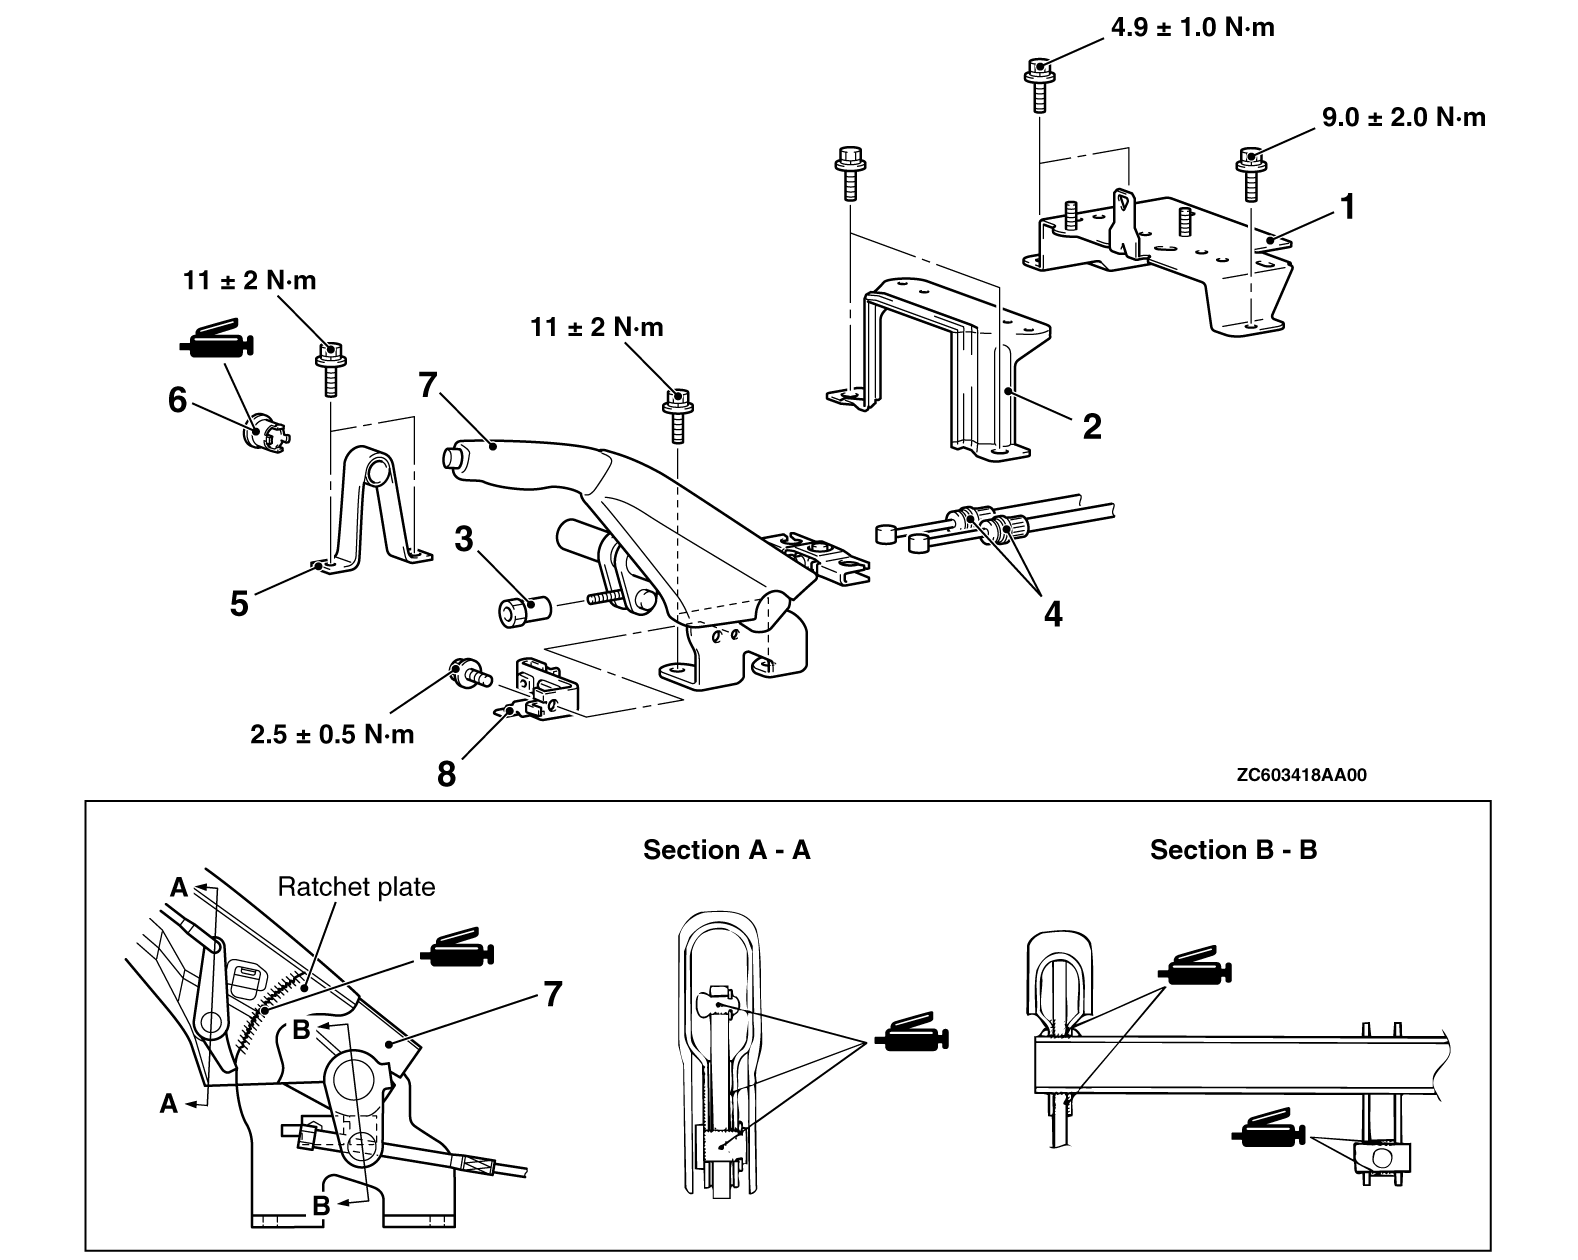 4.9 ± 1.0 N·m
9.0 ± 2.0 N·m
1
11 ± 2 N·m
11 ± 2 N·m
7
6
2
3
5
4
2.5 ± 0.5 N·m
8
ZC603418AA00
Section A - A
Section B - B
A
Ratchet plate
7
B
A
B